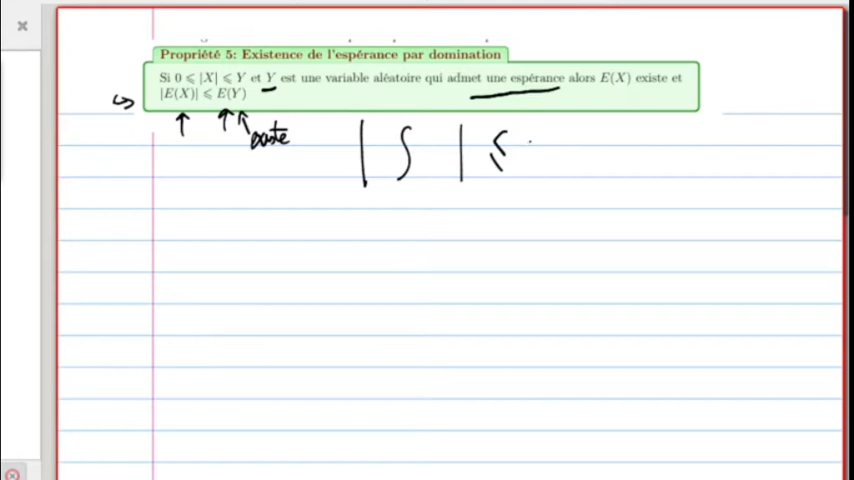 Propriété 5: Existence de l'espérance par domination
Si 0 ⩽ |X| ⩽ Y et Y est une variable aléatoire qui admet une espérance alors E(X) existe et
|E(X)| ⩽ E(Y)
existe
| ∫ | ⩽